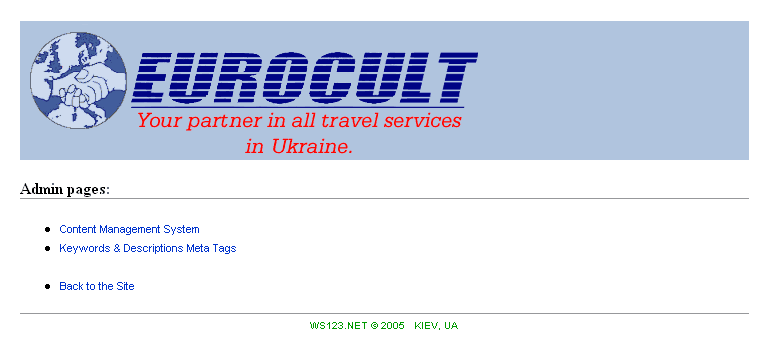 EUROCULT
Your partner in all travel services
in Ukraine.
Admin pages:
Content Management System
Keywords & Descriptions Meta Tags
Back to the Site
WS123.NET © 2005 KIEV, UA